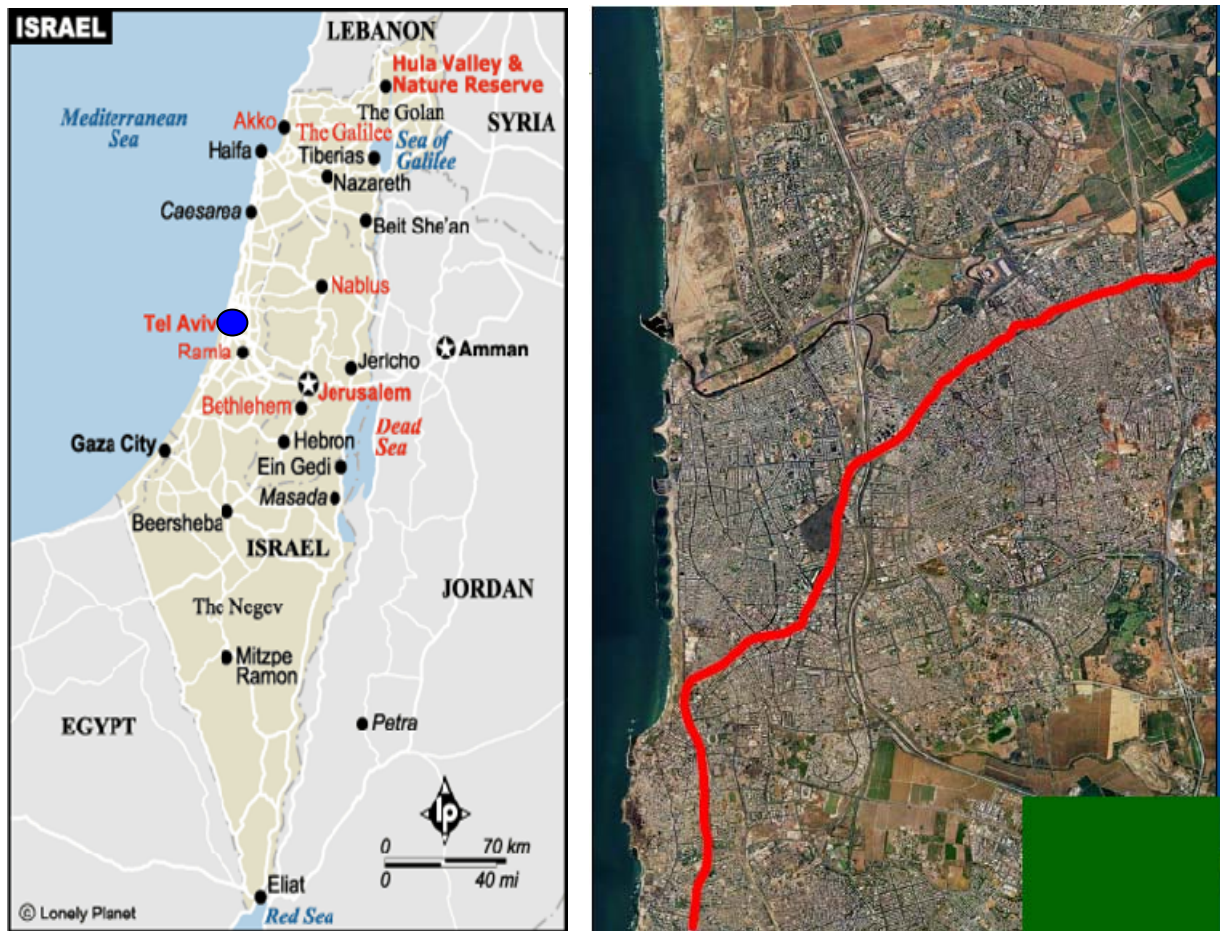 ISRAEL
LEBANON
Hula Valley &
Nature Reserve
The Golan
SYRIA
Mediterranean
Sea
Akko
The Galilee
Sea of
Galilee
Haifa
Tiberias
Nazareth
Caesarea
Beit She'an
Nablus
Tel Aviv
Ramla
Amman
Jericho
Jerusalem
Bethlehem
Dead
Sea
Gaza City
Hebron
Ein Gedi
Masada
Beersheba
ISRAEL
JORDAN
The Negev
Mitzpe
Ramon
EGYPT
Petra
lp
0 70 km
0 40 mi
Eliat
Red Sea
© Lonely Planet